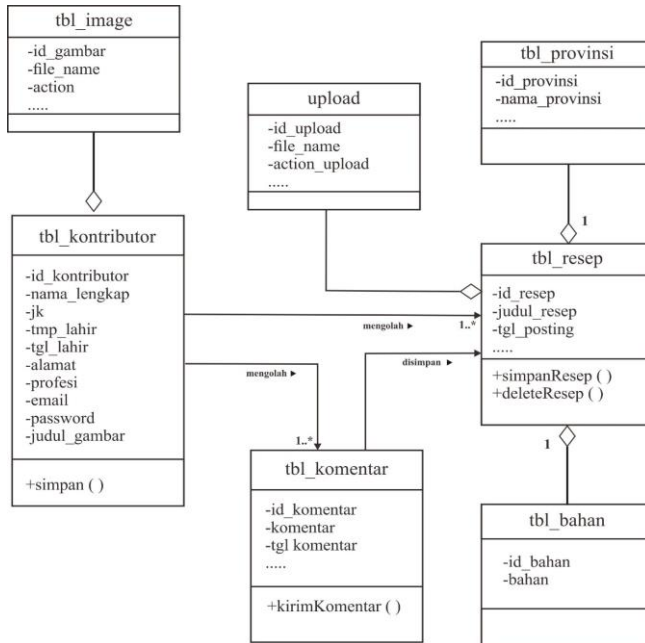 tbl_image
-id_gambar
-file_name
-action
.....
upload
-id_upload
-file_name
-action_upload
.....
tbl_provinsi
-id_provinsi
-nama_provinsi
.....
1
tbl_kontributor
-id_kontributor
-nama_lengkap
-jk
-tmp_lahir
-tgl_lahir
-alamat
-profesi
-email
-password
-judul_gambar
+simpan ( )
mengolah ►
1..*
mengolah ►
1..*
disimpan ►
tbl_resep
-id_resep
-judul_resep
-tgl_posting
.....
+simpanResep ( )
+deleteResep ( )
1
tbl_komentar
-id_komentar
-komentar
-tgl komentar
.....
+kirimKomentar ( )
tbl_bahan
-id_bahan
-bahan